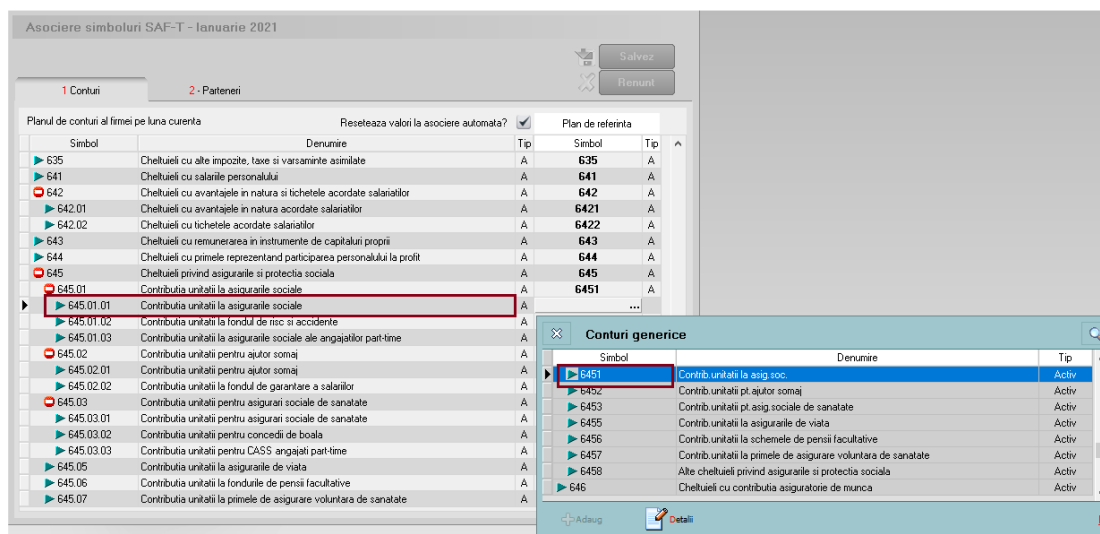 Asociere simboluri SAF-T - Ianuarie 2021
Salvez
Renunt
1 Conturi 2 - Parteneri
Planul de conturi al firmei pe luna curenta Reseteaza valori la asociere automata? Plan de referinta
Simbol Denumire Tip Simbol Tip
635 Cheltuieli cu alte impozite, taxe si varsaminte asimilate A 635 A
641 Cheltuieli cu salariile personalului A 641 A
642 Cheltuieli cu avantajele in natura si tichetele acordate salariatilor A 642 A
642.01 Cheltuieli cu avantajele in natura acordate salariatilor A 6421 A
642.02 Cheltuieli cu tichetele acordate salariatilor A 6422 A
643 Cheltuieli cu remunerarea in instrumente de capitaluri proprii A 643 A
644 Cheltuieli cu primele reprezentand participarea personalului la profit A 644 A
645 Cheltuieli privind asigurarile si protectia sociala A 645 A
645.01 Contributia unitatii la asigurarile sociale A 6451 A
645.01.01 Contributia unitatii la asigurarile sociale A ...
645.01.02 Contributia unitatii la fondul de risc si accidente A
645.01.03 Contributia unitatii la asigurarile sociale ale angajatilor part-time A
645.02 Contributia unitatii pentru ajutor somaj A
645.02.01 Contributia unitatii pentru ajutor somaj A
645.02.02 Contributia unitatii la fondul de garantare a salariilor A
645.03 Contributia unitatii pentru asigurari sociale de sanatate A
645.03.01 Contributia unitatii pentru asigurari sociale de sanatate A
645.03.02 Contributia unitatii pentru concedii de boala A
645.03.03 Contributia unitatii pentru CASS angajati part-time A
645.05 Contributia unitatii la asigurarile de viata A
645.06 Contributia unitatii la fondurile de pensii facultative A
645.07 Contributia unitatii la primele de asigurare voluntara de sanatate A
Conturi generice
Simbol Denumire Tip
6451 Contrib.unitatii la asig.soc. Activ
6452 Contrib.unitatii pt.ajutor somaj Activ
6453 Contrib.unitatii pt.asig.sociale de sanatate Activ
6455 Contrib.unitatii la asigurarile de viata Activ
6456 Contrib.unitatii la schemele de pensii facultative Activ
6457 Contrib.unitatii la primele de asigurare voluntara de sanatate Activ
6458 Alte cheltuieli privind asigurarile si protectia sociala Activ
646 Cheltuieli cu contributia asiguratorie de munca Activ
Adaug Detalii